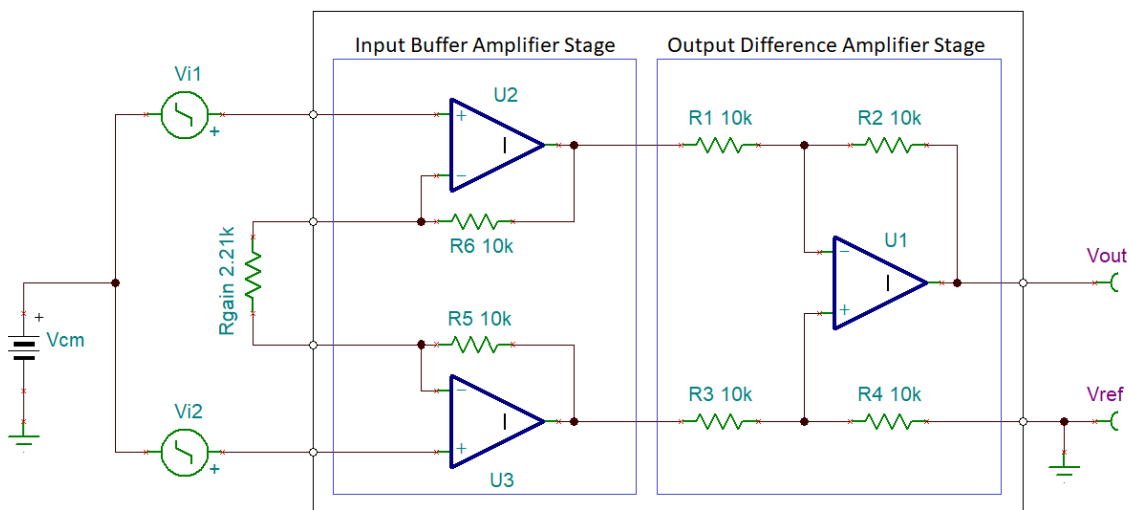 Input Buffer Amplifier Stage
Output Difference Amplifier Stage
Vi1
+
U2
+
−
R6 10k
R1 10k
R2 10k
Rgain 2.21k
U1
−
+
Vout
+
Vcm
R5 10k
−
+
U3
R3 10k
R4 10k
Vref
Vi2
+